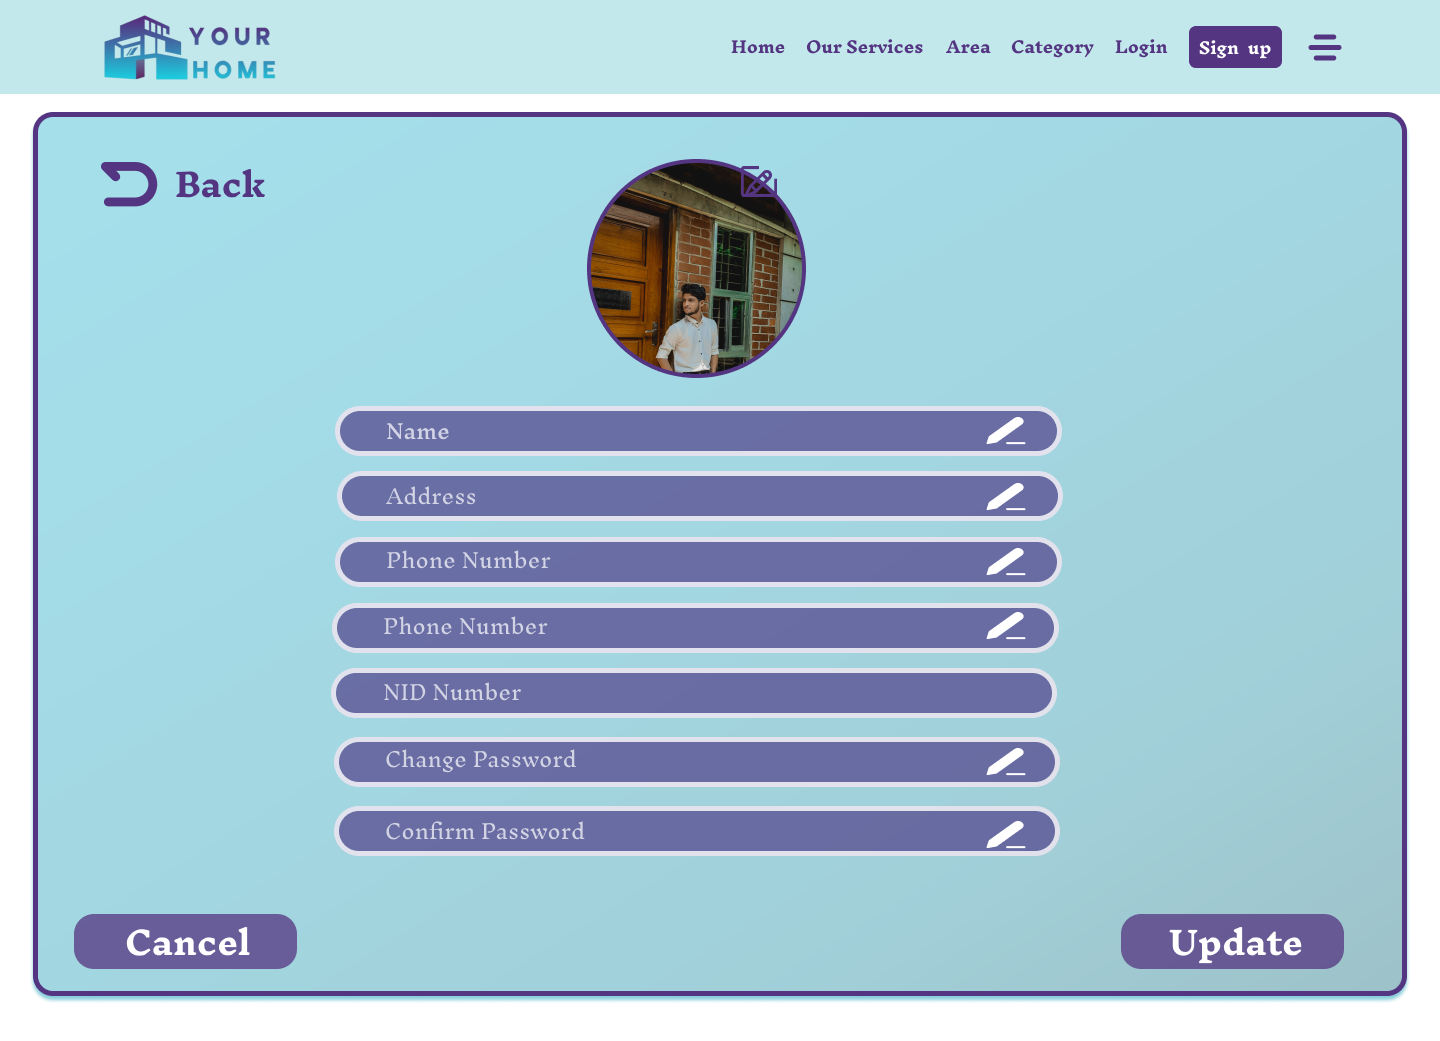 YOUR
HOME
Home Our Services Area Category Login Sign up
Back
Name
Address
Phone Number
Phone Number
NID Number
Change Password
Confirm Password
Cancel Update